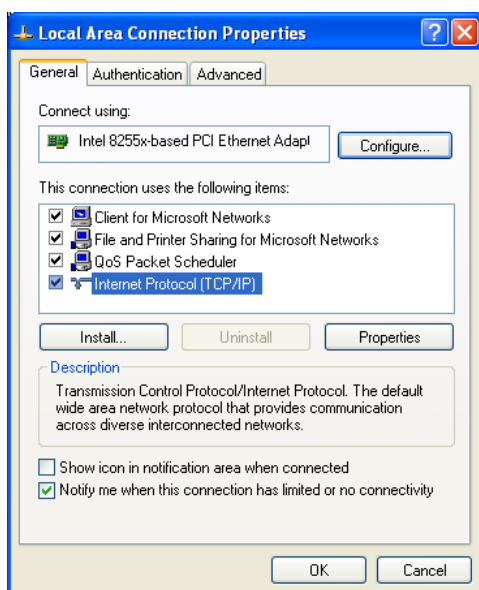 Local Area Connection Properties
General Authentication Advanced
Connect using:
Intel 8255x-based PCI Ethernet Adapl
Configure...
This connection uses the following items:
Client for Microsoft Networks
File and Printer Sharing for Microsoft Networks
QoS Packet Scheduler
Internet Protocol (TCP/IP)
Install... Uninstall Properties
Description
Transmission Control Protocol/Internet Protocol. The default
wide area network protocol that provides communication
across diverse interconnected networks.
Show icon in notification area when connected
Notify me when this connection has limited or no connectivity
OK Cancel